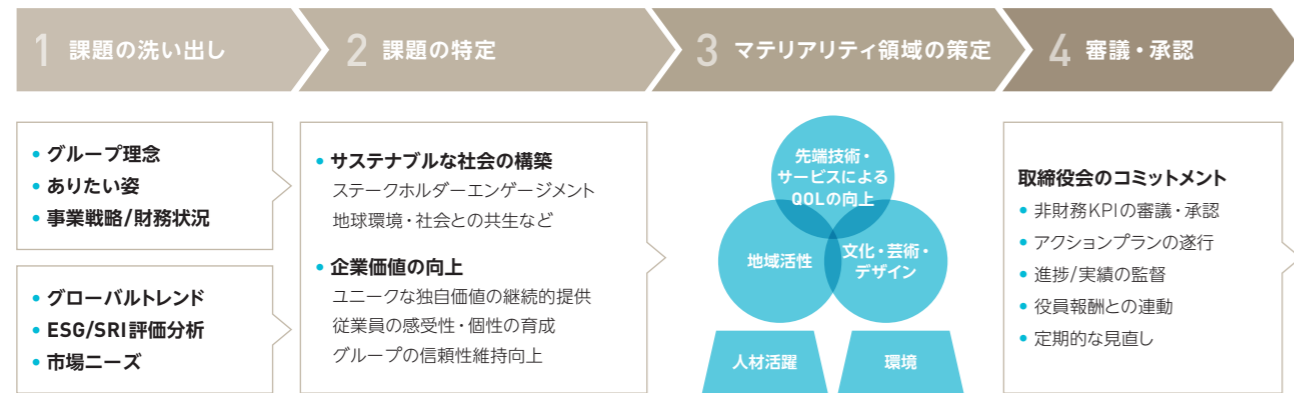 1 課題の洗い出し
2 課題の特定
3 マテリアリティ領域の策定
4 審議・承認
• グループ理念
• ありたい姿
• 事業戦略/財務状況
• グローバルトレンド
• ESG/SRI評価分析
• 市場ニーズ
• サステナブルな社会の構築
ステークホルダーエンゲージメント
地球環境・社会との共生など
• 企業価値の向上
ユニークな独自価値の継続的提供
従業員の感受性・個性の育成
グループの信頼性維持向上
先端技術・
サービスによる
QOLの向上
地域活性
文化・芸術・
デザイン
人材活躍
環境
取締役会のコミットメント
• 非財務KPIの審議・承認
• アクションプランの遂行
• 進捗/実績の監督
• 役員報酬との連動
• 定期的な見直し